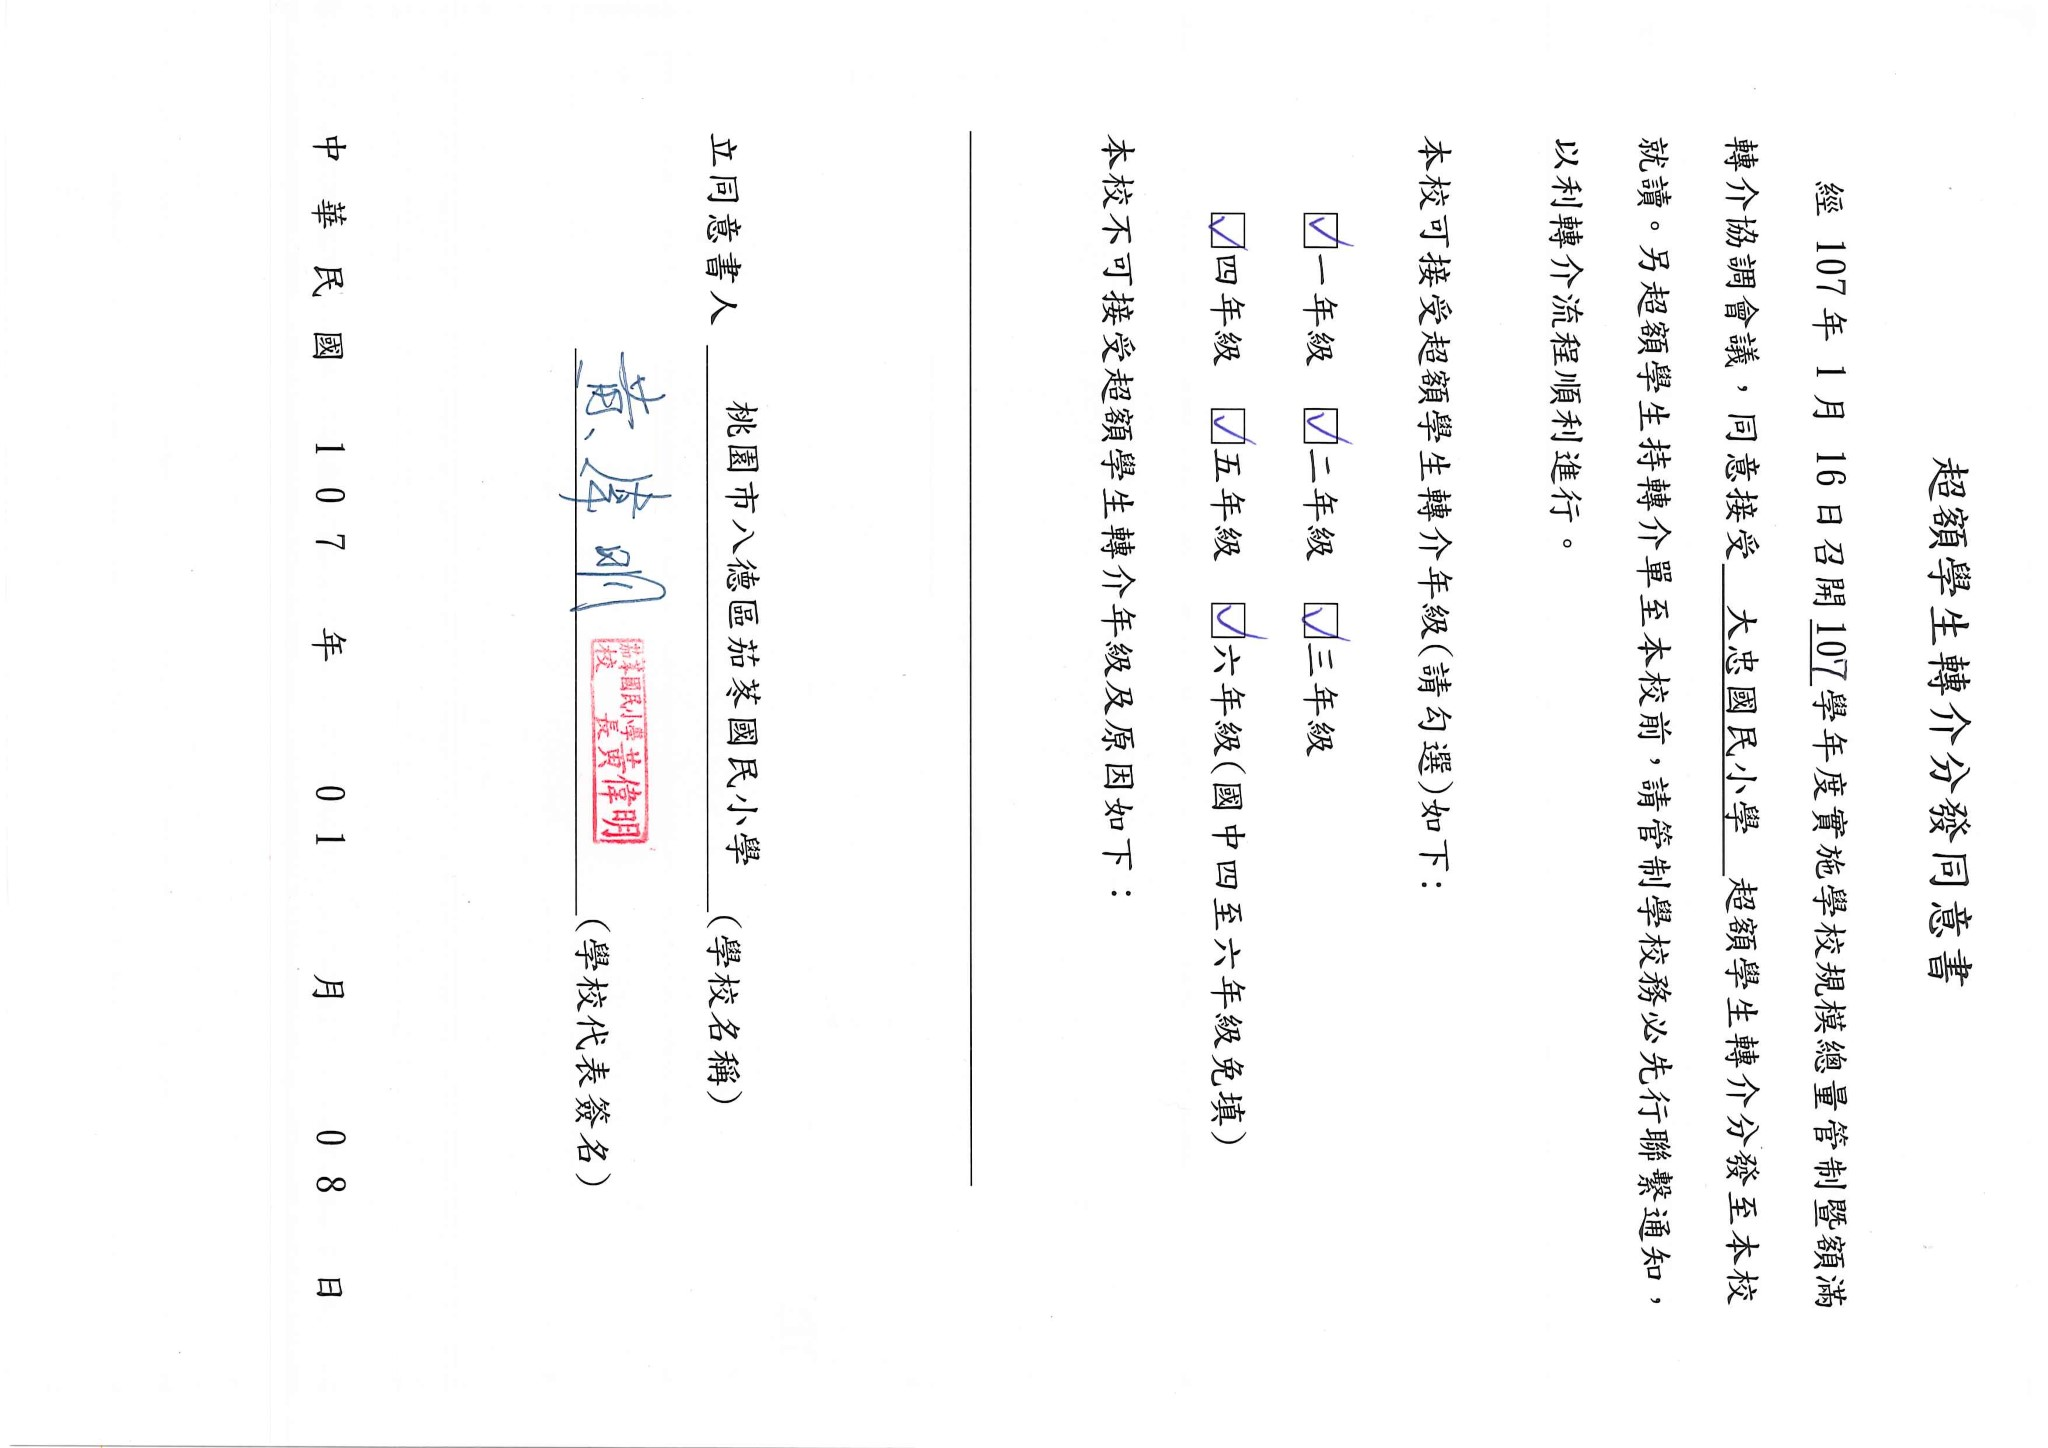 超額學生轉介分發同意書
經 107 年 1 月 16 日召開 107 學年度實施學校規模總量管制暨額滿
轉介協調會議，同意接受 大忠國民小學 超額學生轉介分發至本校
就讀。另超額學生持轉介單至本校前，請管制學校務必先行聯繫通知，
以利轉介流程順利進行。
本校可接受超額學生轉介年級(請勾選)如下：
☑一年級 ☑二年級 ☑三年級
☑四年級 ☑五年級 ☑六年級(國中四至六年級免填)
本校不可接受超額學生轉介年級及原因如下：
立同意書人 桃園市八德區茄苳國民小學 (學校名稱)
黃偉明 茄苳國民小學校長黃偉明 (學校代表簽名)
中華民國 107 年 01 月 08 日